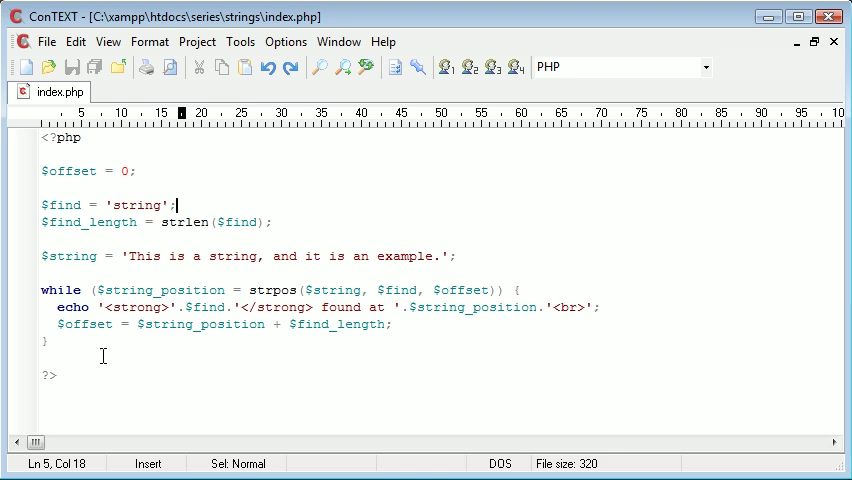 ConTEXT - [C:\xampp\htdocs\series\strings\index.php]
File Edit View Format Project Tools Options Window Help
1 2 3 4 PHP
index.php
5 10 15 20 25 30 35 40 45 50 55 60 65 70 75 80 85 90 95 10
<?php
$offset = 0;
$find = 'string';
$find_length = strlen($find);
$string = 'This is a string, and it is an example.';
while ($string_position = strpos($string, $find, $offset)) {
echo '<strong>'.$find.'</strong> found at '.$string_position.'<br>';
$offset = $string_position + $find_length;
}
?>
Ln 5, Col 18 Insert Sel: Normal DOS File size: 320